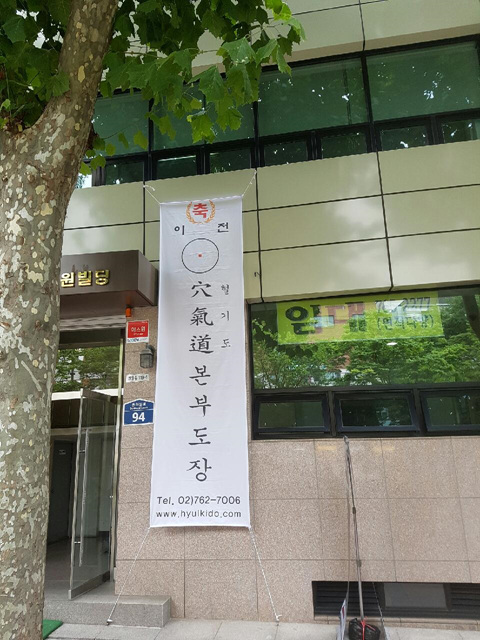 축
이 전
穴氣道본부도장
혈기도
Tel. 02)762-7006
www.hyulkido.com
원빌딩
94